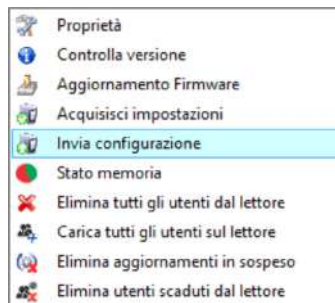 Proprietà
Controlla versione
Aggiornamento Firmware
Acquisisci impostazioni
Invia configurazione
Stato memoria
Elimina tutti gli utenti dal lettore
Carica tutti gli utenti sul lettore
Elimina aggiornamenti in sospeso
Elimina utenti scaduti dal lettore